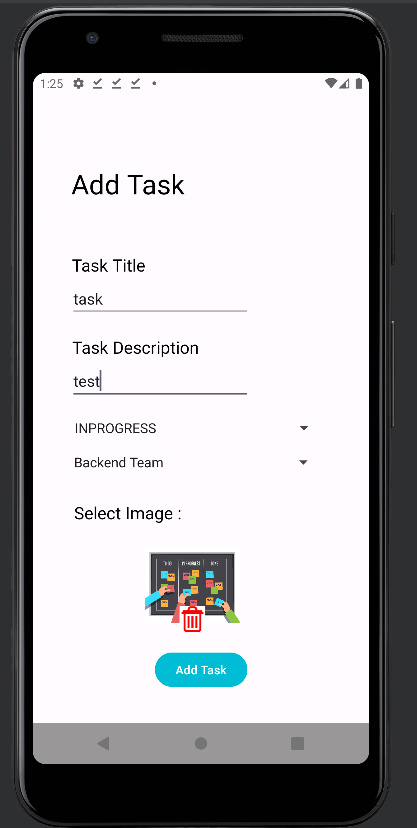 1:25
Add Task
Task Title
task
Task Description
test
INPROGRESS
Backend Team
Select Image :
Add Task